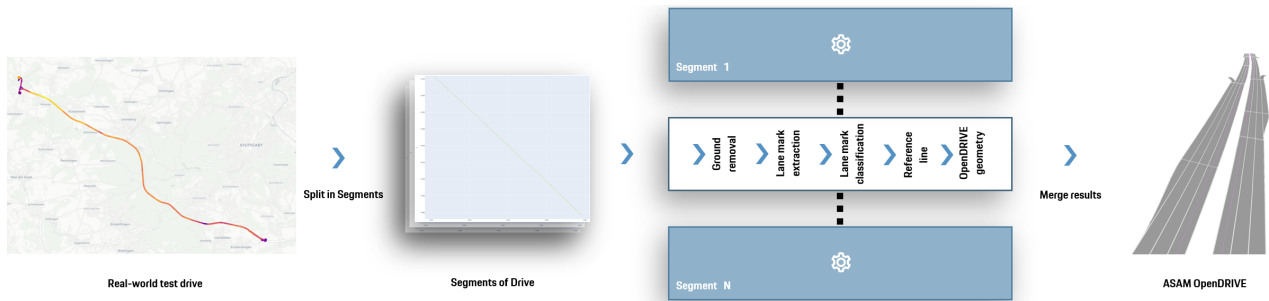 Segment 1
STUTTGART
Ground
removal
Lane mark
extraction
Lane mark
classification
Reference
line
OpenDRIVE
geometry
Split in Segments
Merge results
Segment N
Real-world test drive
Segments of Drive
ASAM OpenDRIVE